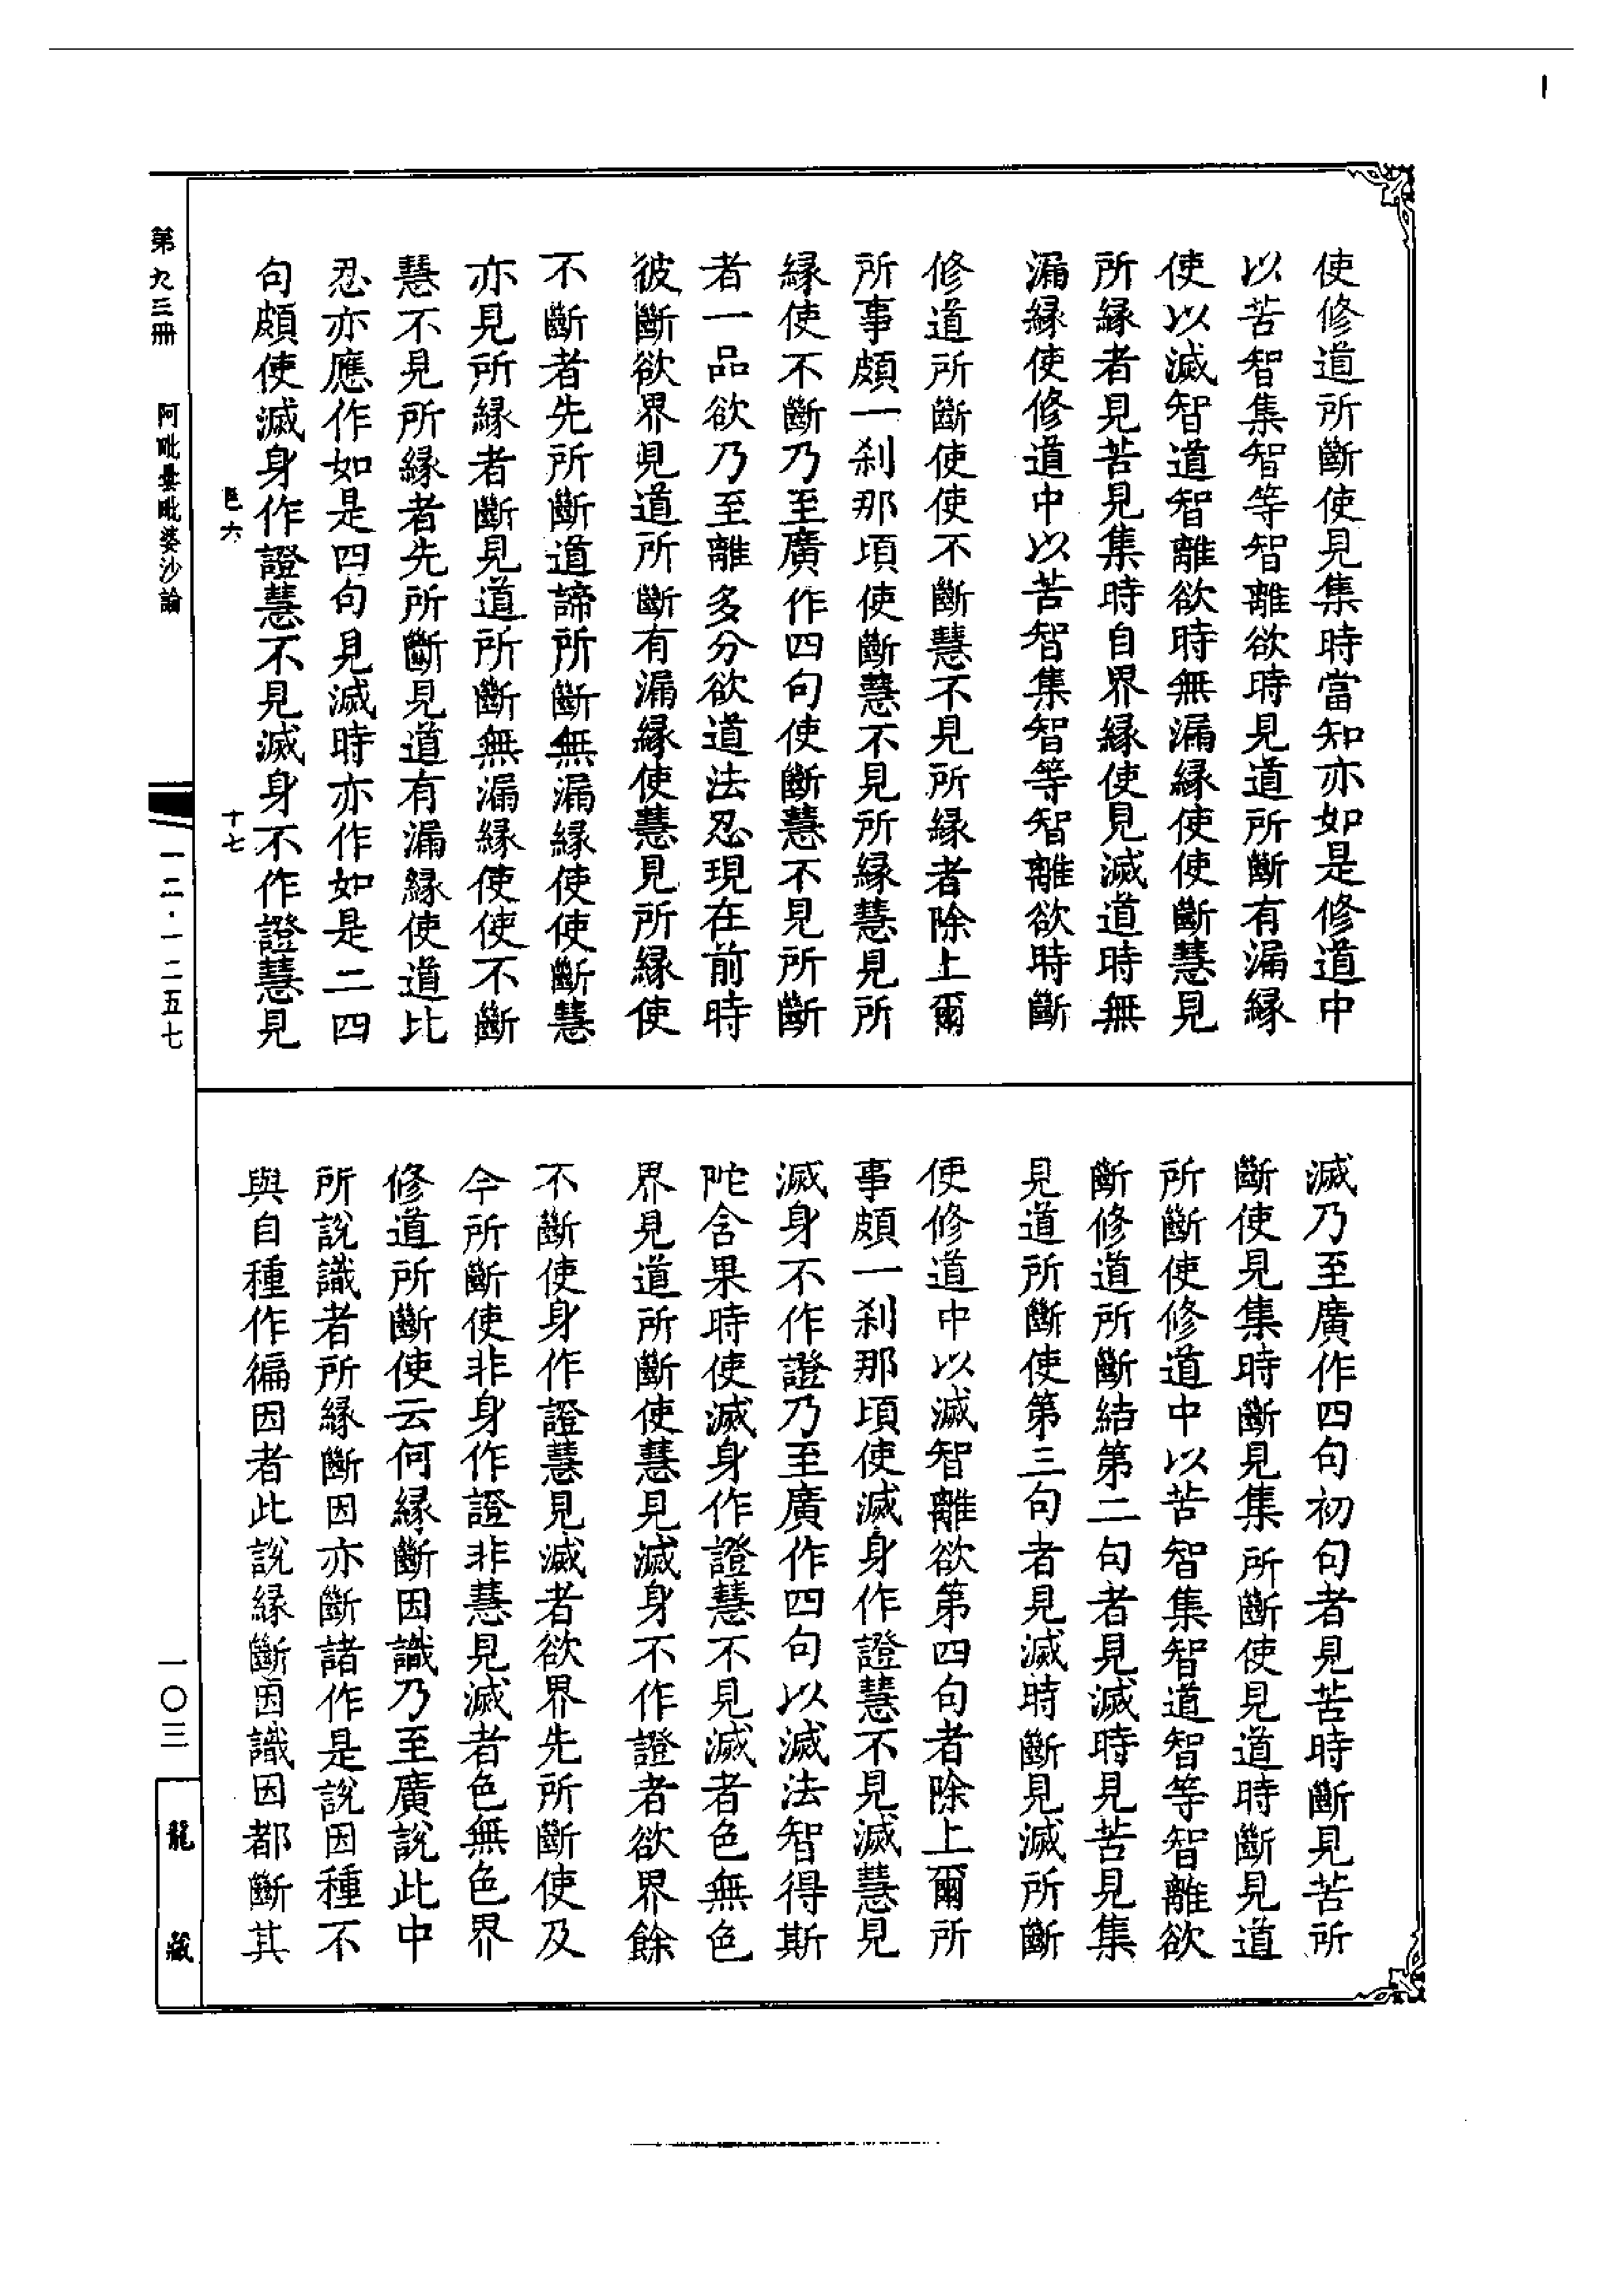 使修道所斷使見集時當知亦如是修道中
以苦智集智等智離欲時見道所斷有漏緣
使以滅智道智離欲時無漏緣使使斷慧見
所緣者見苦見集時自界緣使見滅道時無
漏緣使修道中以苦智集智等智離欲時斷
修道所斷使使不斷慧不見所緣者除上爾
所事頗一剎那頃使斷慧不見所緣慧見所
緣使不斷乃至廣作四句使斷慧不見所斷
者一品欲乃至離多分欲道法忍現在前時
彼斷欲界見道所斷有漏緣使慧見所緣使
不斷者先所斷道諦所斷無漏緣使使斷慧
亦見所緣者斷見道所斷無漏緣使使不斷
慧不見所緣者先所斷見道有漏緣使道比
忍亦應作如是四句見滅時亦作如是二四
句頗使滅身作證慧不見滅身不作證慧見
滅乃至廣作四句初句者見苦時斷見苦所
斷使見集時斷見集所斷使見道時斷見道
所斷使修道中以苦智集智道智等智離欲
斷修道所斷結第二句者見滅時見苦見集
見道所斷使第三句者見滅時斷見滅所斷
使修道中以滅智離欲第四句者除上爾所
事頗一剎那頃使滅身作證慧不見滅慧見
滅身不作證乃至廣作四句以滅法智得斯
陀含果時使滅身作證慧不見滅者色無色
界見道所斷使慧見滅身不作證者欲界餘
不斷使身作證慧見滅者欲界先所斷使及
今所斷使非身作證非慧見滅者色無色界
修道所斷使云何緣斷因識乃至廣說此中
所說識者所緣斷因亦斷諸作是說因種不
與自種作徧因者此說緣斷因識因都斷其
第九三冊
阿毗曇毗婆沙論
邑六
十七
一二·一二五七
一〇三
龍藏